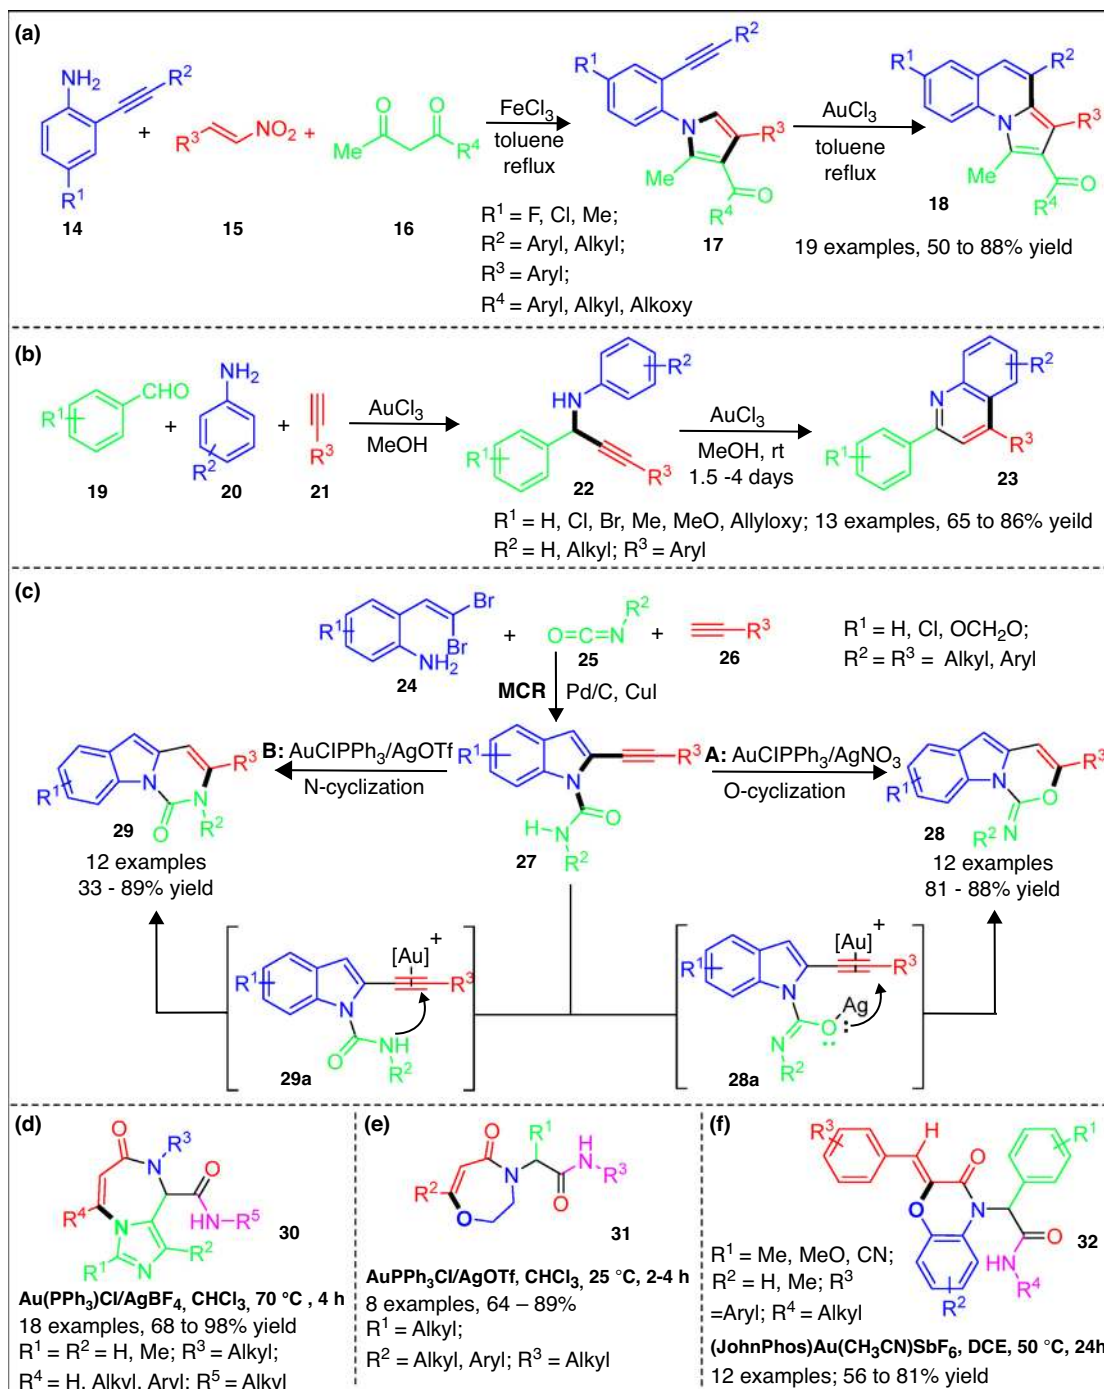 (a)
NH2
R2
R1
14
+
R3
NO2
15
+
O O
Me
R4
16
FeCl3
toluene
reflux
R1 = F, Cl, Me;
R2 = Aryl, Alkyl;
R3 = Aryl;
R4 = Aryl, Alkyl, Alkoxy
R1
R2
N
R3
Me
O
R4
17
AuCl3
toluene
reflux
R1
R2
N
R3
Me
O
R4
18
19 examples, 50 to 88% yield
(b)
R1
CHO
19
+
NH2
R2
20
+
R3
21
AuCl3
MeOH
HN
R2
R1
R3
22
AuCl3
MeOH, rt
1.5 -4 days
R2
N
R1
R3
23
R1 = H, Cl, Br, Me, MeO, Allyloxy; 13 examples, 65 to 86% yeild
R2 = H, Alkyl; R3 = Aryl
(c)
R1
Br
Br
NH2
24
+
O=C=N
R2
25
+
R3
26
R1 = H, Cl, OCH2O;
R2 = R3 = Alkyl, Aryl
MCR
Pd/C, CuI
R1
N
R3
N
O
R2
29
12 examples
33 - 89% yield
B: AuClPPh3/AgOTf
N-cyclization
R1
N
R3
H
N
O
R2
27
A: AuClPPh3/AgNO3
O-cyclization
R1
N
O
R3
R2
N
28
12 examples
81 - 88% yield
[Au]+
R1
R3
N
O
NH
R2
29a
[Au]+
R1
R3
N
Ag
O
N
R2
28a
(d)
O
R3
N
O
R4
N
HN
R5
R1
N
R2
30
Au(PPh3)Cl/AgBF4, CHCl3, 70 °C , 4 h
18 examples, 68 to 98% yield
R1 = R2 = H, Me; R3 = Alkyl;
R4 = H, Alkyl, Aryl; R5 = Alkyl
(e)
O
R1
H
N
R3
N
O
R2
O
31
AuPPh3Cl/AgOTf, CHCl3, 25 °C, 2-4 h
8 examples, 64 – 89%
R1 = Alkyl;
R2 = Alkyl, Aryl; R3 = Alkyl
(f)
R3
H
R1
O
O
N
O
HN
R4
R2
32
R1 = Me, MeO, CN;
R2 = H, Me; R3
=Aryl; R4 = Alkyl
(JohnPhos)Au(CH3CN)SbF6, DCE, 50 °C, 24h
12 examples; 56 to 81% yield